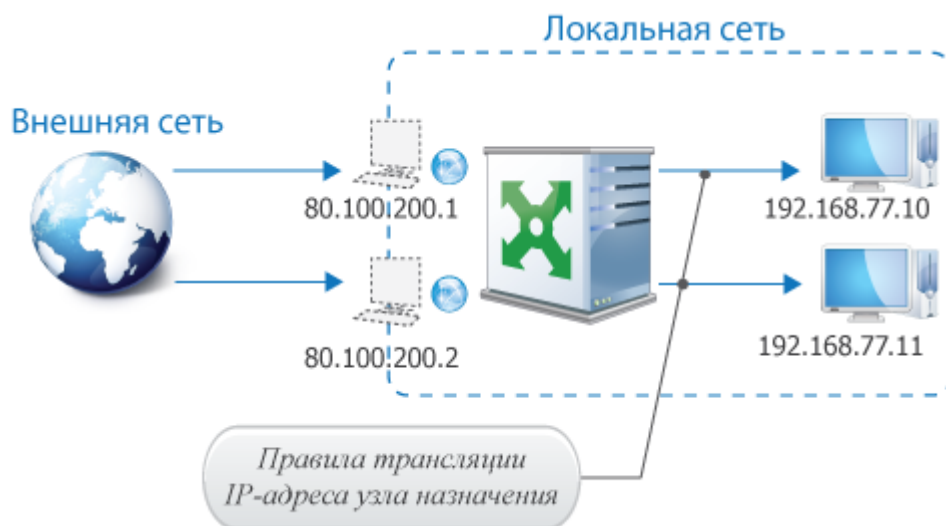 Локальная сеть
Внешняя сеть
80.100.200.1
192.168.77.10
80.100.200.2
192.168.77.11
Правила трансляции
IP-адреса узла назначения